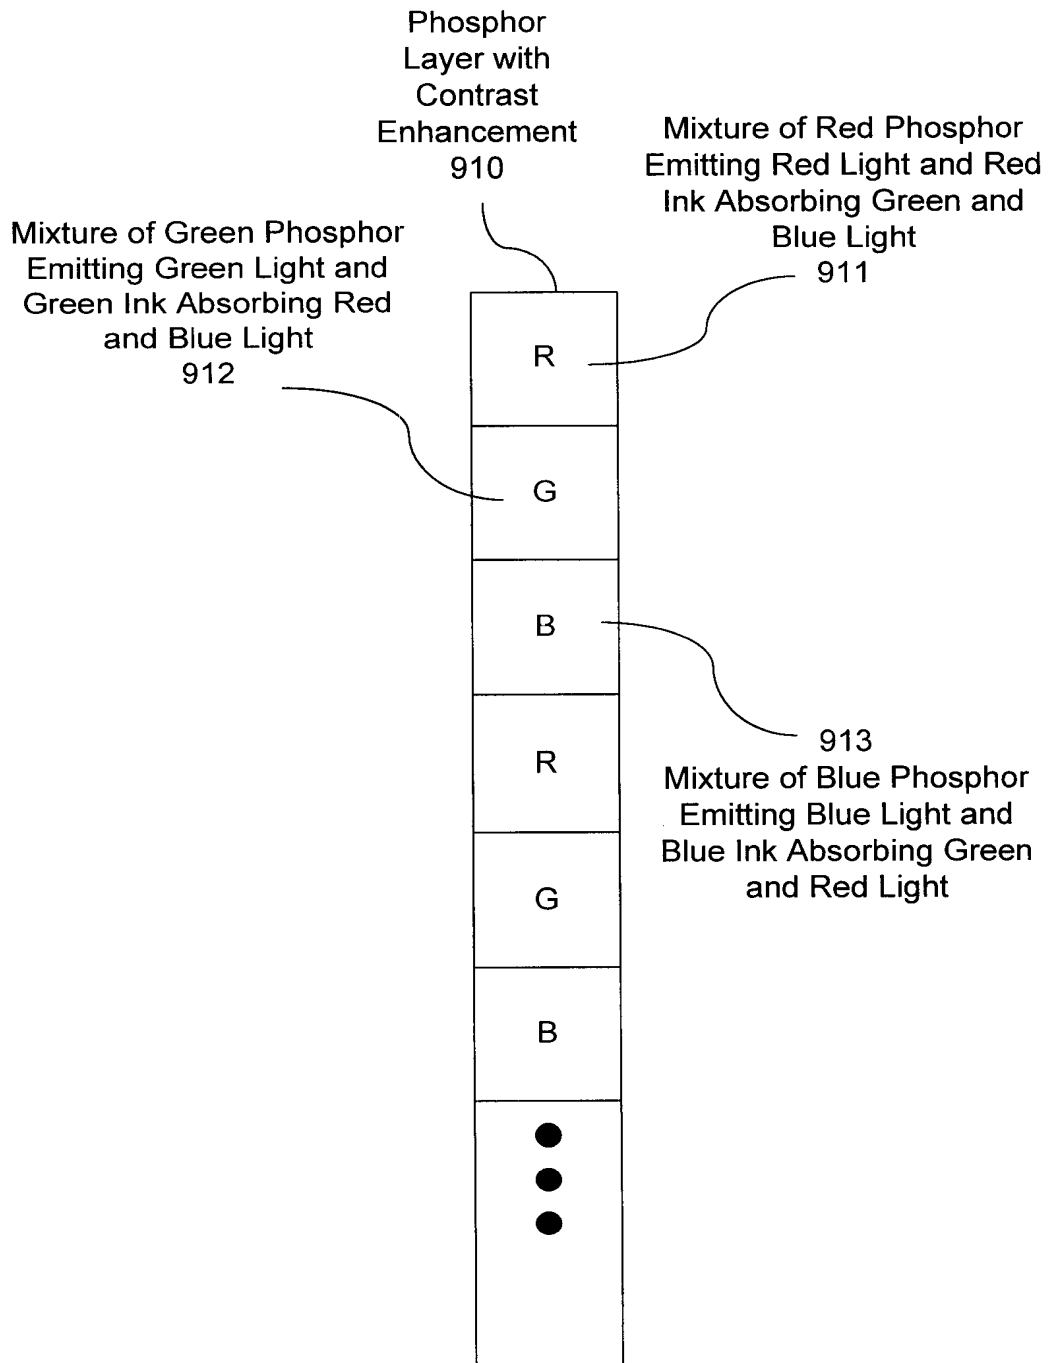 Phosphor
Layer with
Contrast
Enhancement
910
Mixture of Red Phosphor
Emitting Red Light and Red
Ink Absorbing Green and
Blue Light
911
Mixture of Green Phosphor
Emitting Green Light and
Green Ink Absorbing Red
and Blue Light
912
R
G
B
R
G
B
913
Mixture of Blue Phosphor
Emitting Blue Light and
Blue Ink Absorbing Green
and Red Light